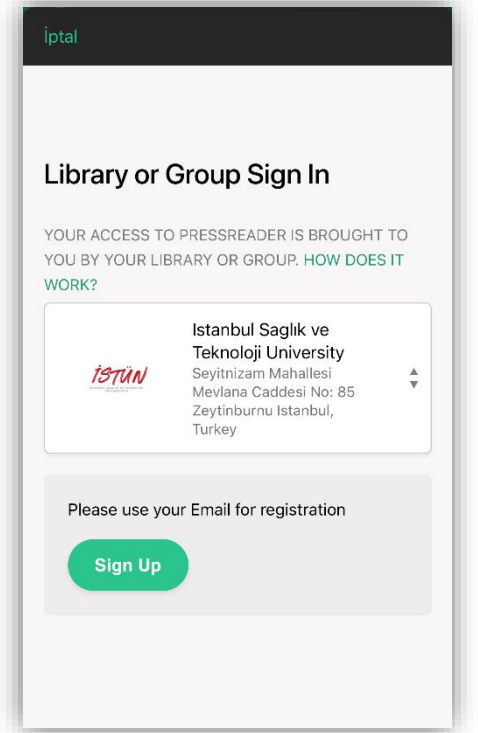 İptal
Library or Group Sign In
YOUR ACCESS TO PRESSREADER IS BROUGHT TO
YOU BY YOUR LIBRARY OR GROUP. HOW DOES IT
WORK?
İSTÜN
Istanbul Saglık ve
Teknoloji University
Seyitnizam Mahallesi
Mevlana Caddesi No: 85
Zeytinburnu Istanbul,
Turkey
Please use your Email for registration
Sign Up